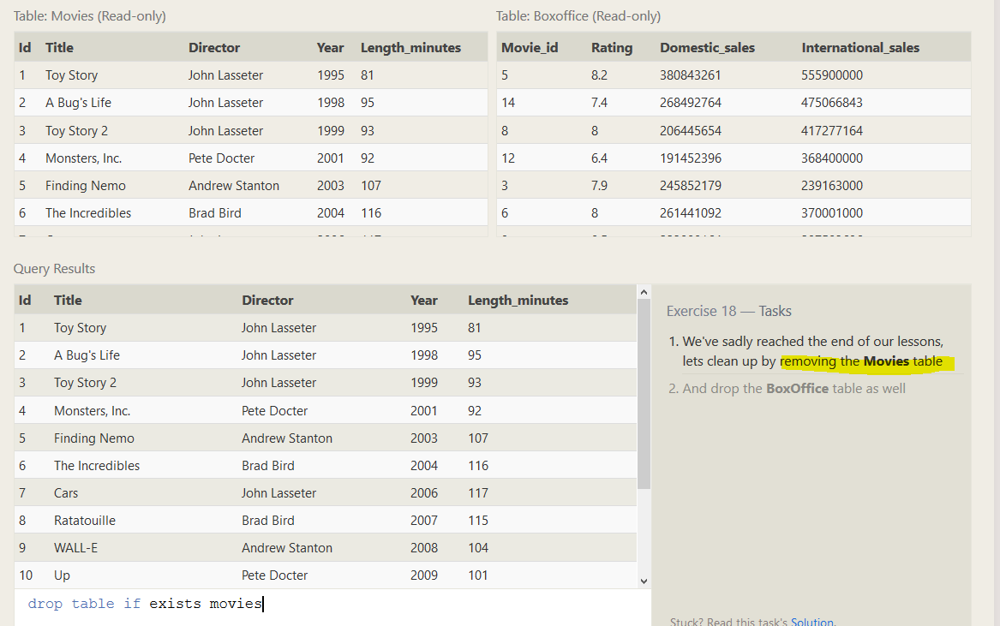 Table: Movies (Read-only)
Id Title Director Year Length_minutes
1 Toy Story John Lasseter 1995 81
2 A Bug's Life John Lasseter 1998 95
3 Toy Story 2 John Lasseter 1999 93
4 Monsters, Inc. Pete Docter 2001 92
5 Finding Nemo Andrew Stanton 2003 107
6 The Incredibles Brad Bird 2004 116
Table: Boxoffice (Read-only)
Movie_id Rating Domestic_sales International_sales
5 8.2 380843261 555900000
14 7.4 268492764 475066843
8 8 206445654 417277164
12 6.4 191452396 368400000
3 7.9 245852179 239163000
6 8 261441092 370001000
Query Results
Id Title Director Year Length_minutes
1 Toy Story John Lasseter 1995 81
2 A Bug's Life John Lasseter 1998 95
3 Toy Story 2 John Lasseter 1999 93
4 Monsters, Inc. Pete Docter 2001 92
5 Finding Nemo Andrew Stanton 2003 107
6 The Incredibles Brad Bird 2004 116
7 Cars John Lasseter 2006 117
8 Ratatouille Brad Bird 2007 115
9 WALL-E Andrew Stanton 2008 104
10 Up Pete Docter 2009 101
drop table if exists movies
Exercise 18 — Tasks
1. We've sadly reached the end of our lessons,
lets clean up by removing the Movies table
2. And drop the BoxOffice table as well
Stuck? Read this task's Solution.